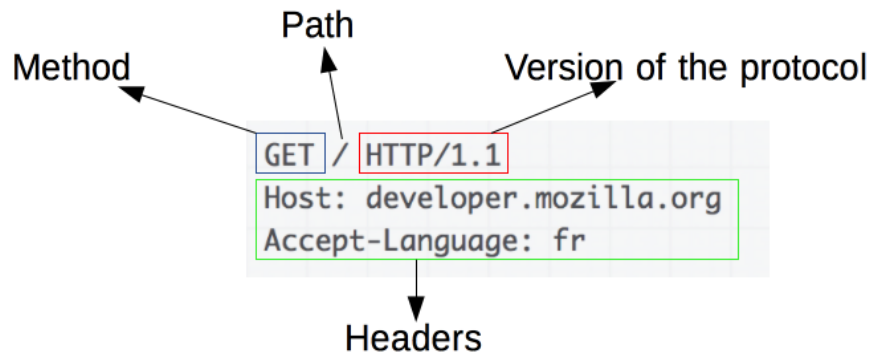 Path
Method
Version of the protocol
GET / HTTP/1.1
Host: developer.mozilla.org
Accept-Language: fr
Headers